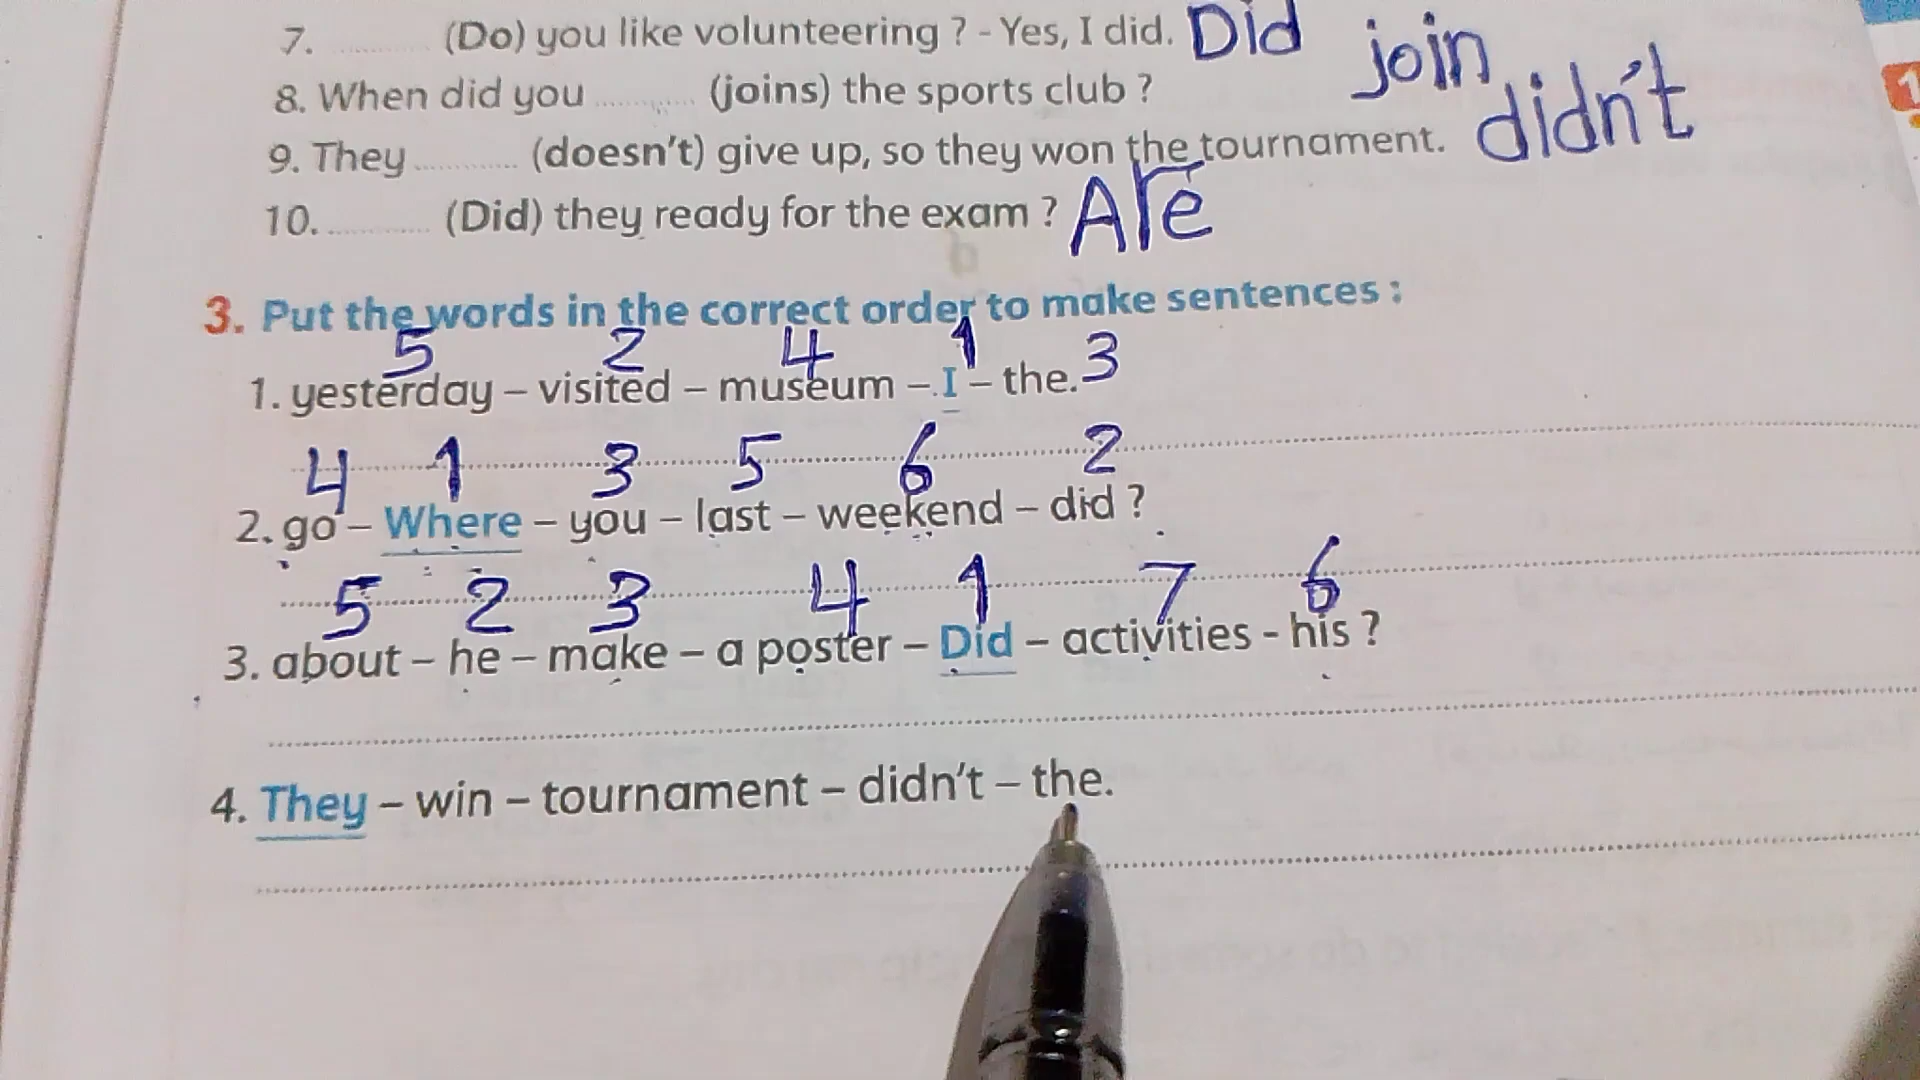 7. ............ (Do) you like volunteering ? - Yes, I did. Did
8. When did you ............ (joins) the sports club ? join
9. They ............ (doesn't) give up, so they won the tournament. didn't
10. ............ (Did) they ready for the exam ? Are
3. Put the words in the correct order to make sentences :
5 2 4 1 3
1. yesterday – visited – museum – I – the.
4 1 3 5 6 2
2. go – Where – you – last – weekend – did ?
5 2 3 4 1 7 6
3. about – he – make – a poster – Did – activities - his ?
4. They – win – tournament – didn't – the.